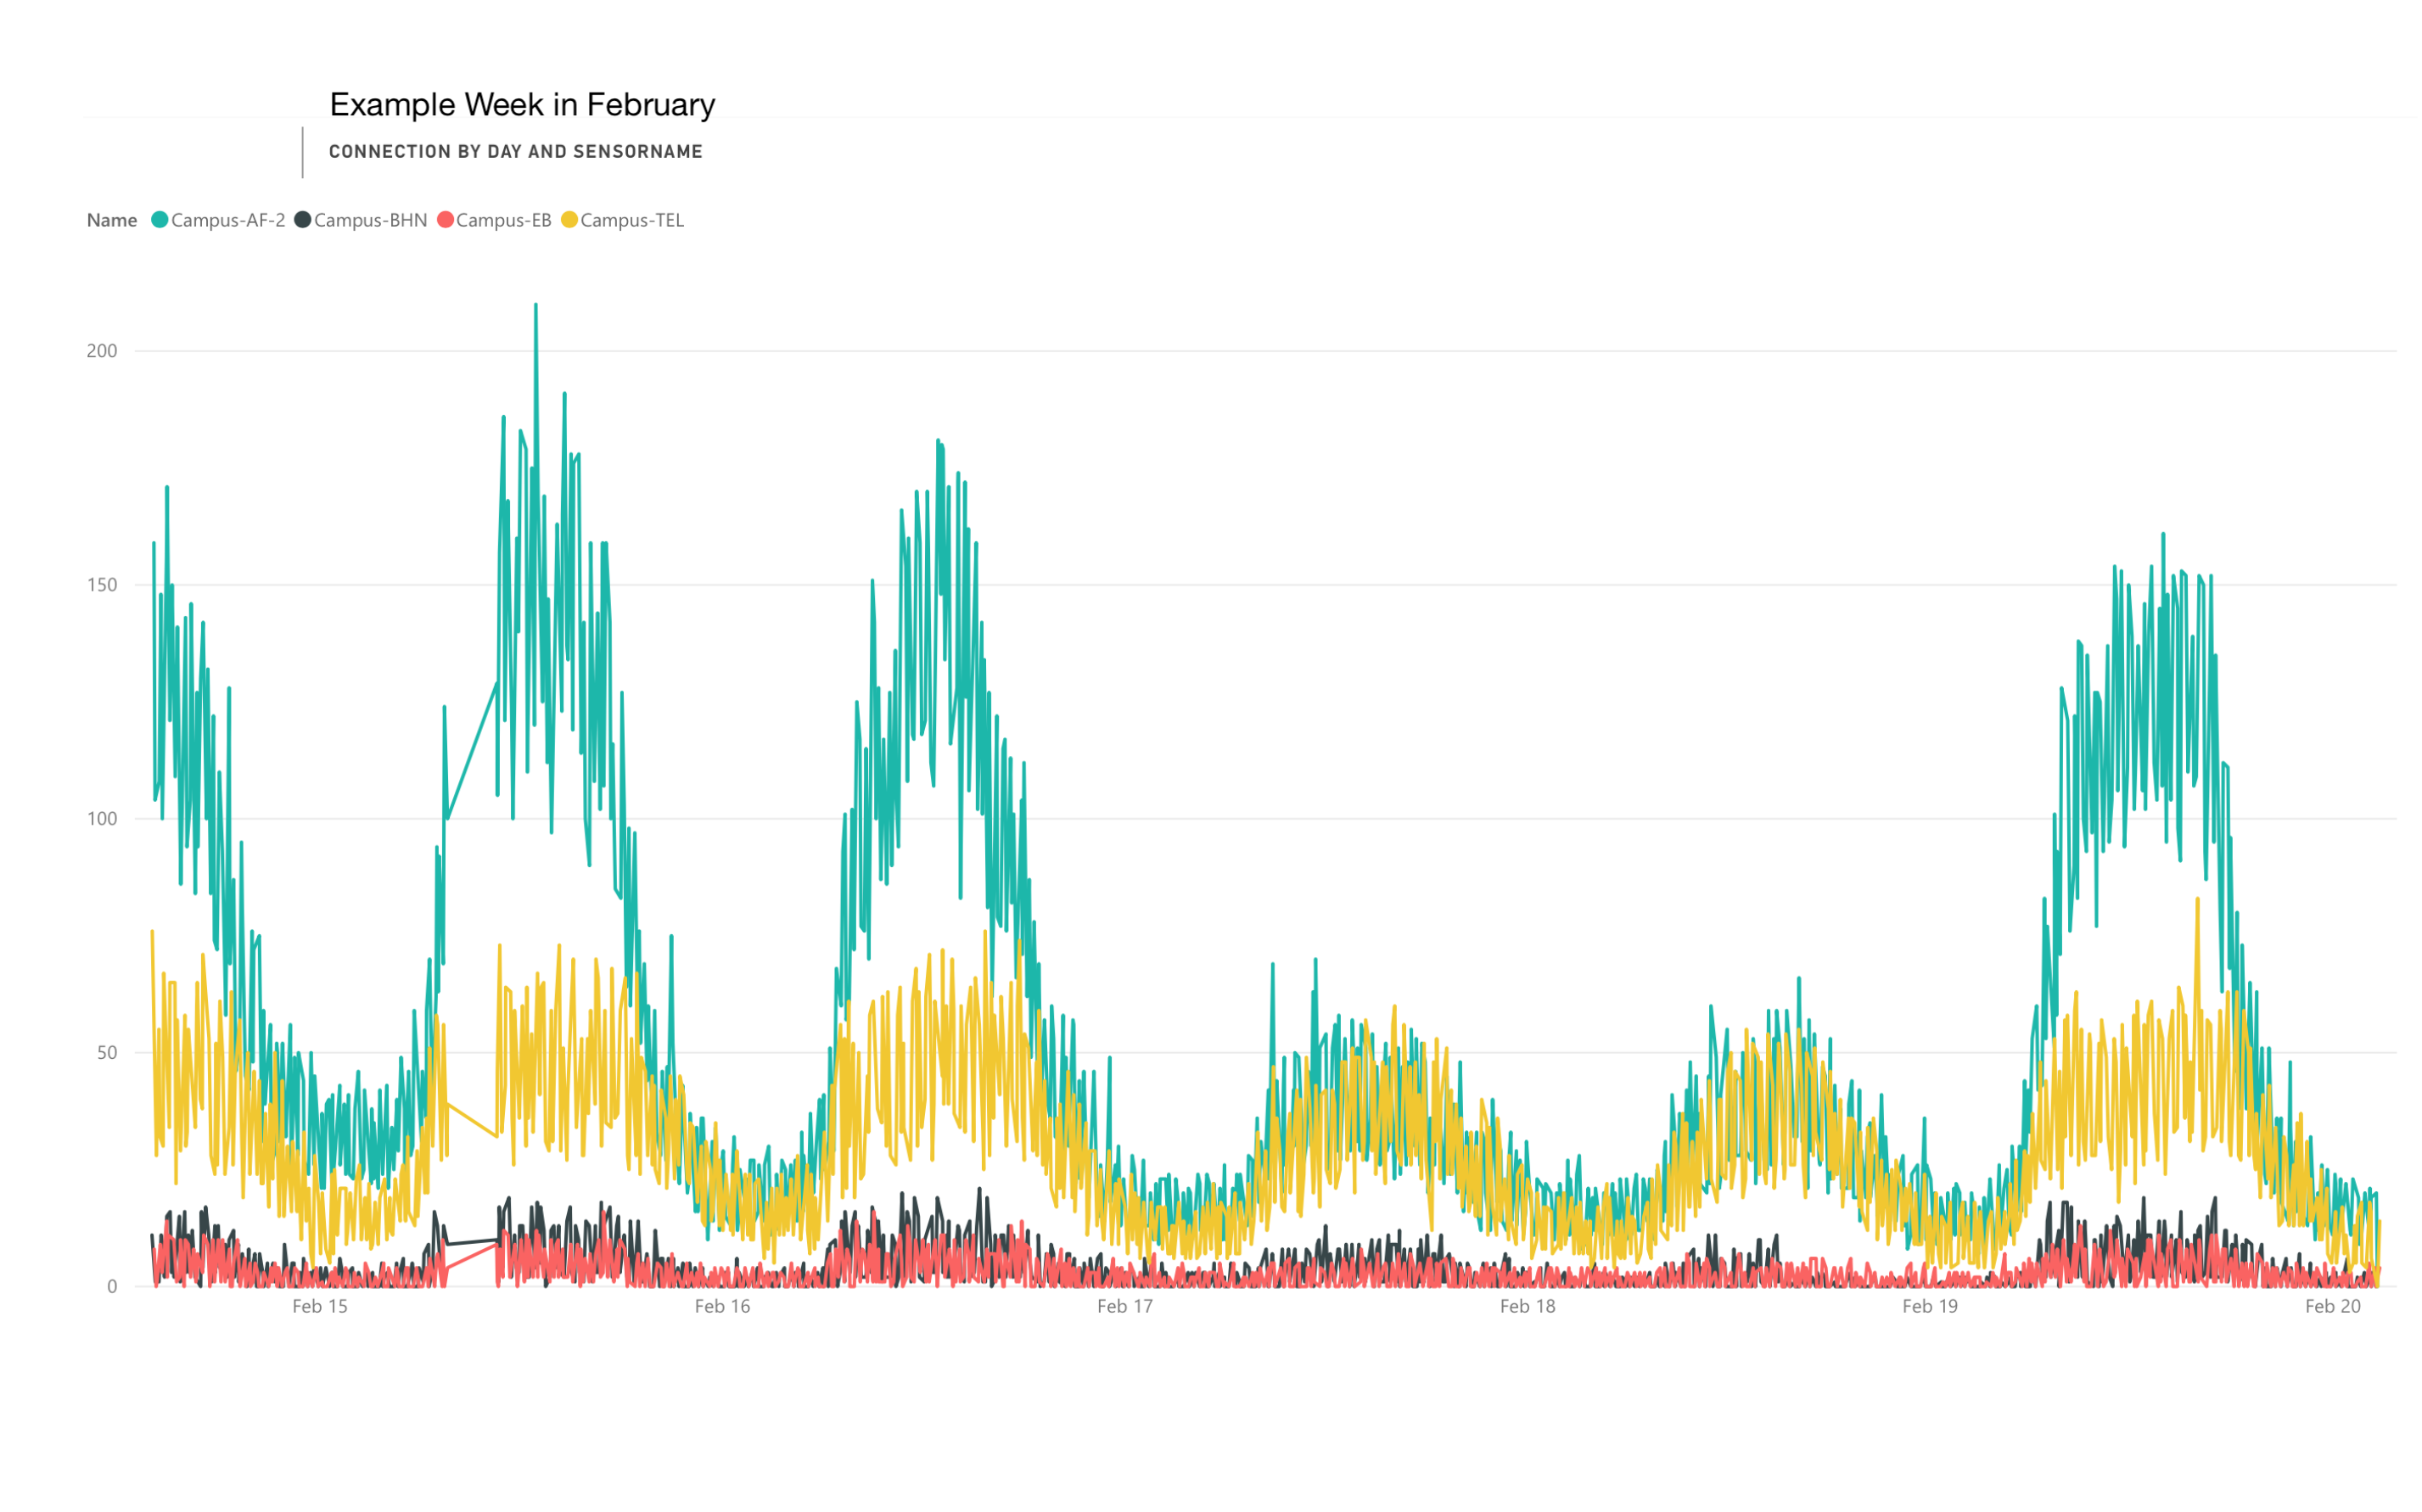 Example Week in February
CONNECTION BY DAY AND SENSORNAME
Name Campus-AF-2 Campus-BHN Campus-EB Campus-TEL
200
150
100
50
0
Feb 15 Feb 16 Feb 17 Feb 18 Feb 19 Feb 20